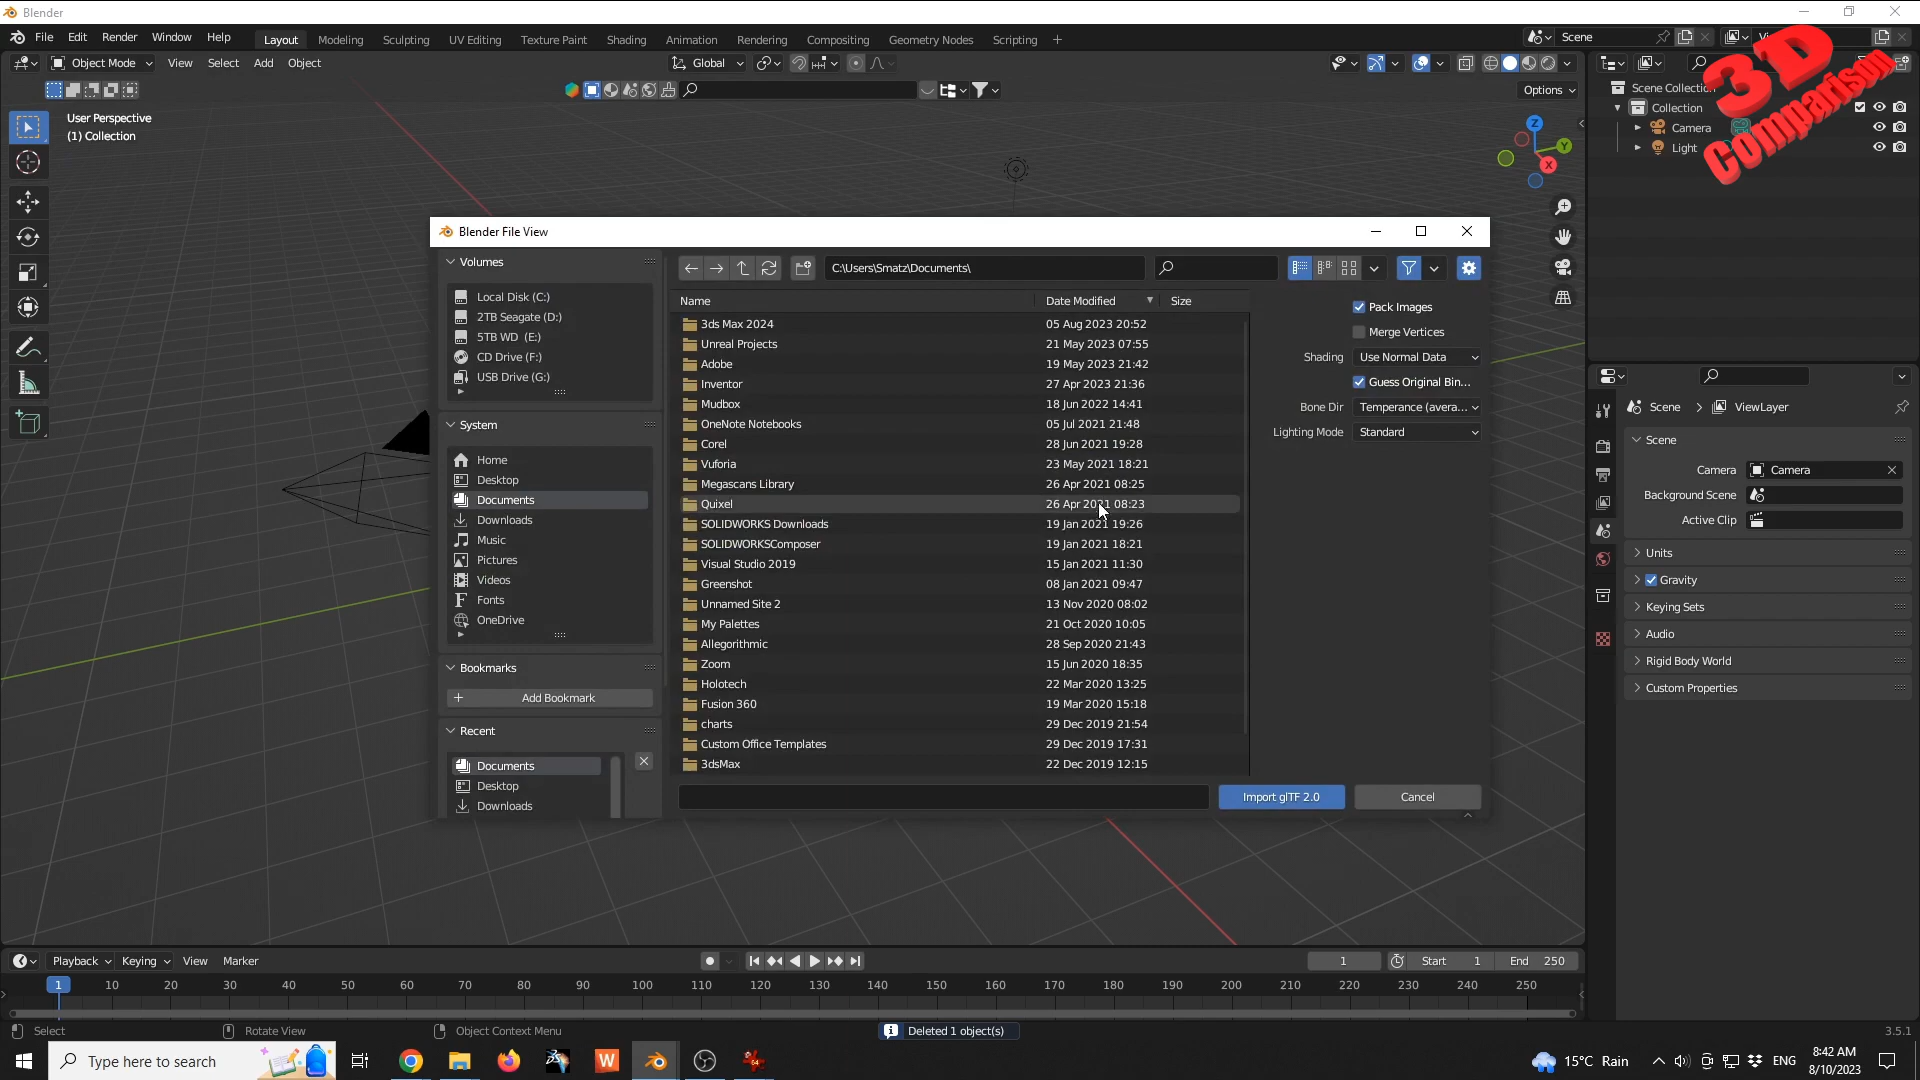 Blender
File Edit Render Window Help Layout Modeling Sculpting UV Editing Texture Paint Shading Animation Rendering Compositing Geometry Nodes Scripting + Scene
Object Mode View Select Add Object Global
Options
User Perspective
(1) Collection
3D
Comparison
Scene Collection
Collection
Camera
Light
Z
Y
X
Blender File View
Volumes
Local Disk (C:)
2TB Seagate (D:)
5TB WD (E:)
CD Drive (F:)
USB Drive (G:)
System
Home
Desktop
Documents
Downloads
Music
Pictures
Videos
Fonts
OneDrive
Bookmarks
+ Add Bookmark
Recent
Documents
Desktop
Downloads
C:\Users\Smatz\Documents\
Name Date Modified Size
3ds Max 2024 05 Aug 2023 20:52
Unreal Projects 21 May 2023 07:55
Adobe 19 May 2023 21:42
Inventor 27 Apr 2023 21:36
Mudbox 18 Jun 2022 14:41
OneNote Notebooks 05 Jul 2021 21:48
Corel 28 Jun 2021 19:28
Vuforia 23 May 2021 18:21
Megascans Library 26 Apr 2021 08:25
Quixel 26 Apr 2021 08:23
SOLIDWORKS Downloads 19 Jan 2021 19:26
SOLIDWORKSComposer 19 Jan 2021 18:21
Visual Studio 2019 15 Jan 2021 11:30
Greenshot 08 Jan 2021 09:47
Unnamed Site 2 13 Nov 2020 08:02
My Palettes 21 Oct 2020 10:05
Allegorithmic 28 Sep 2020 21:43
Zoom 15 Jun 2020 18:35
Holotech 22 Mar 2020 13:25
Fusion 360 19 Mar 2020 15:18
charts 29 Dec 2019 21:54
Custom Office Templates 29 Dec 2019 17:31
3dsMax 22 Dec 2019 12:15
Pack Images
Merge Vertices
Shading Use Normal Data
Guess Original Bin...
Bone Dir Temperance (avera...
Lighting Mode Standard
Import glTF 2.0 Cancel
Scene > ViewLayer
Scene
Camera Camera
Background Scene
Active Clip
Units
Gravity
Keying Sets
Audio
Rigid Body World
Custom Properties
Playback Keying View Marker 1 Start 1 End 250
1 10 20 30 40 50 60 70 80 90 100 110 120 130 140 150 160 170 180 190 200 210 220 230 240 250
Select Rotate View Object Context Menu Deleted 1 object(s) 3.5.1
Type here to search 15°C Rain ENG 8:42 AM
8/10/2023